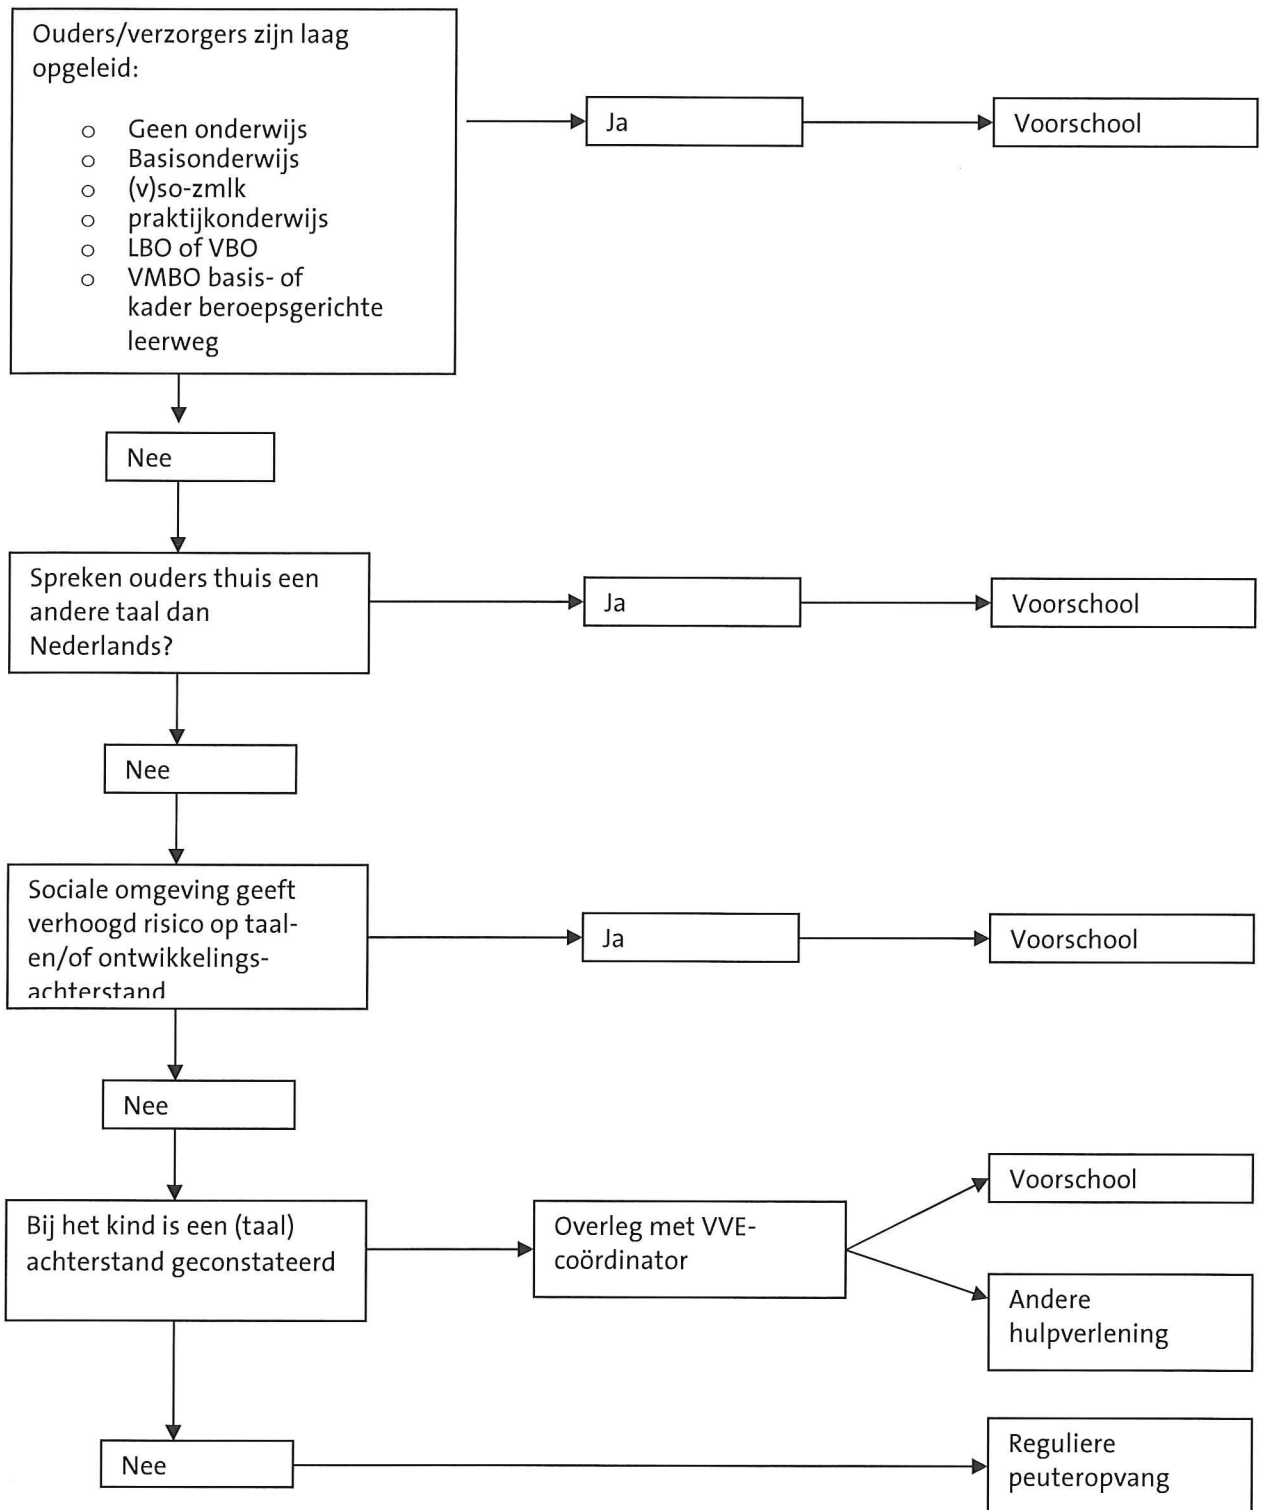 Ouders/verzorgers zijn laag
opgeleid:
o Geen onderwijs
o Basisonderwijs
o (v)so-zmlk
o praktijkonderwijs
o LBO of VBO
o VMBO basis- of
kader beroepsgerichte
leerweg
Ja
Voorschool
Nee
Spreken ouders thuis een
andere taal dan
Nederlands?
Ja
Voorschool
Nee
Sociale omgeving geeft
verhoogd risico op taal-
en/of ontwikkelings-
achterstand
Ja
Voorschool
Nee
Bij het kind is een (taal)
achterstand geconstateerd
Overleg met VVE-
coördinator
Voorschool
Andere
hulpverlening
Nee
Reguliere
peuteropvang